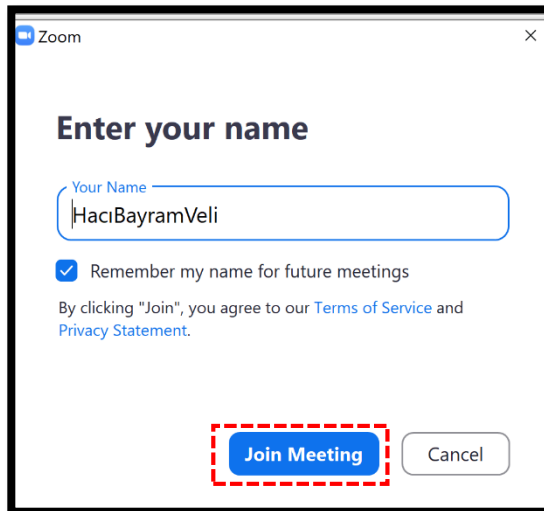 Zoom
Enter your name
Your Name
HacıBayramVeli
Remember my name for future meetings
By clicking "Join", you agree to our Terms of Service and
Privacy Statement.
Join Meeting
Cancel